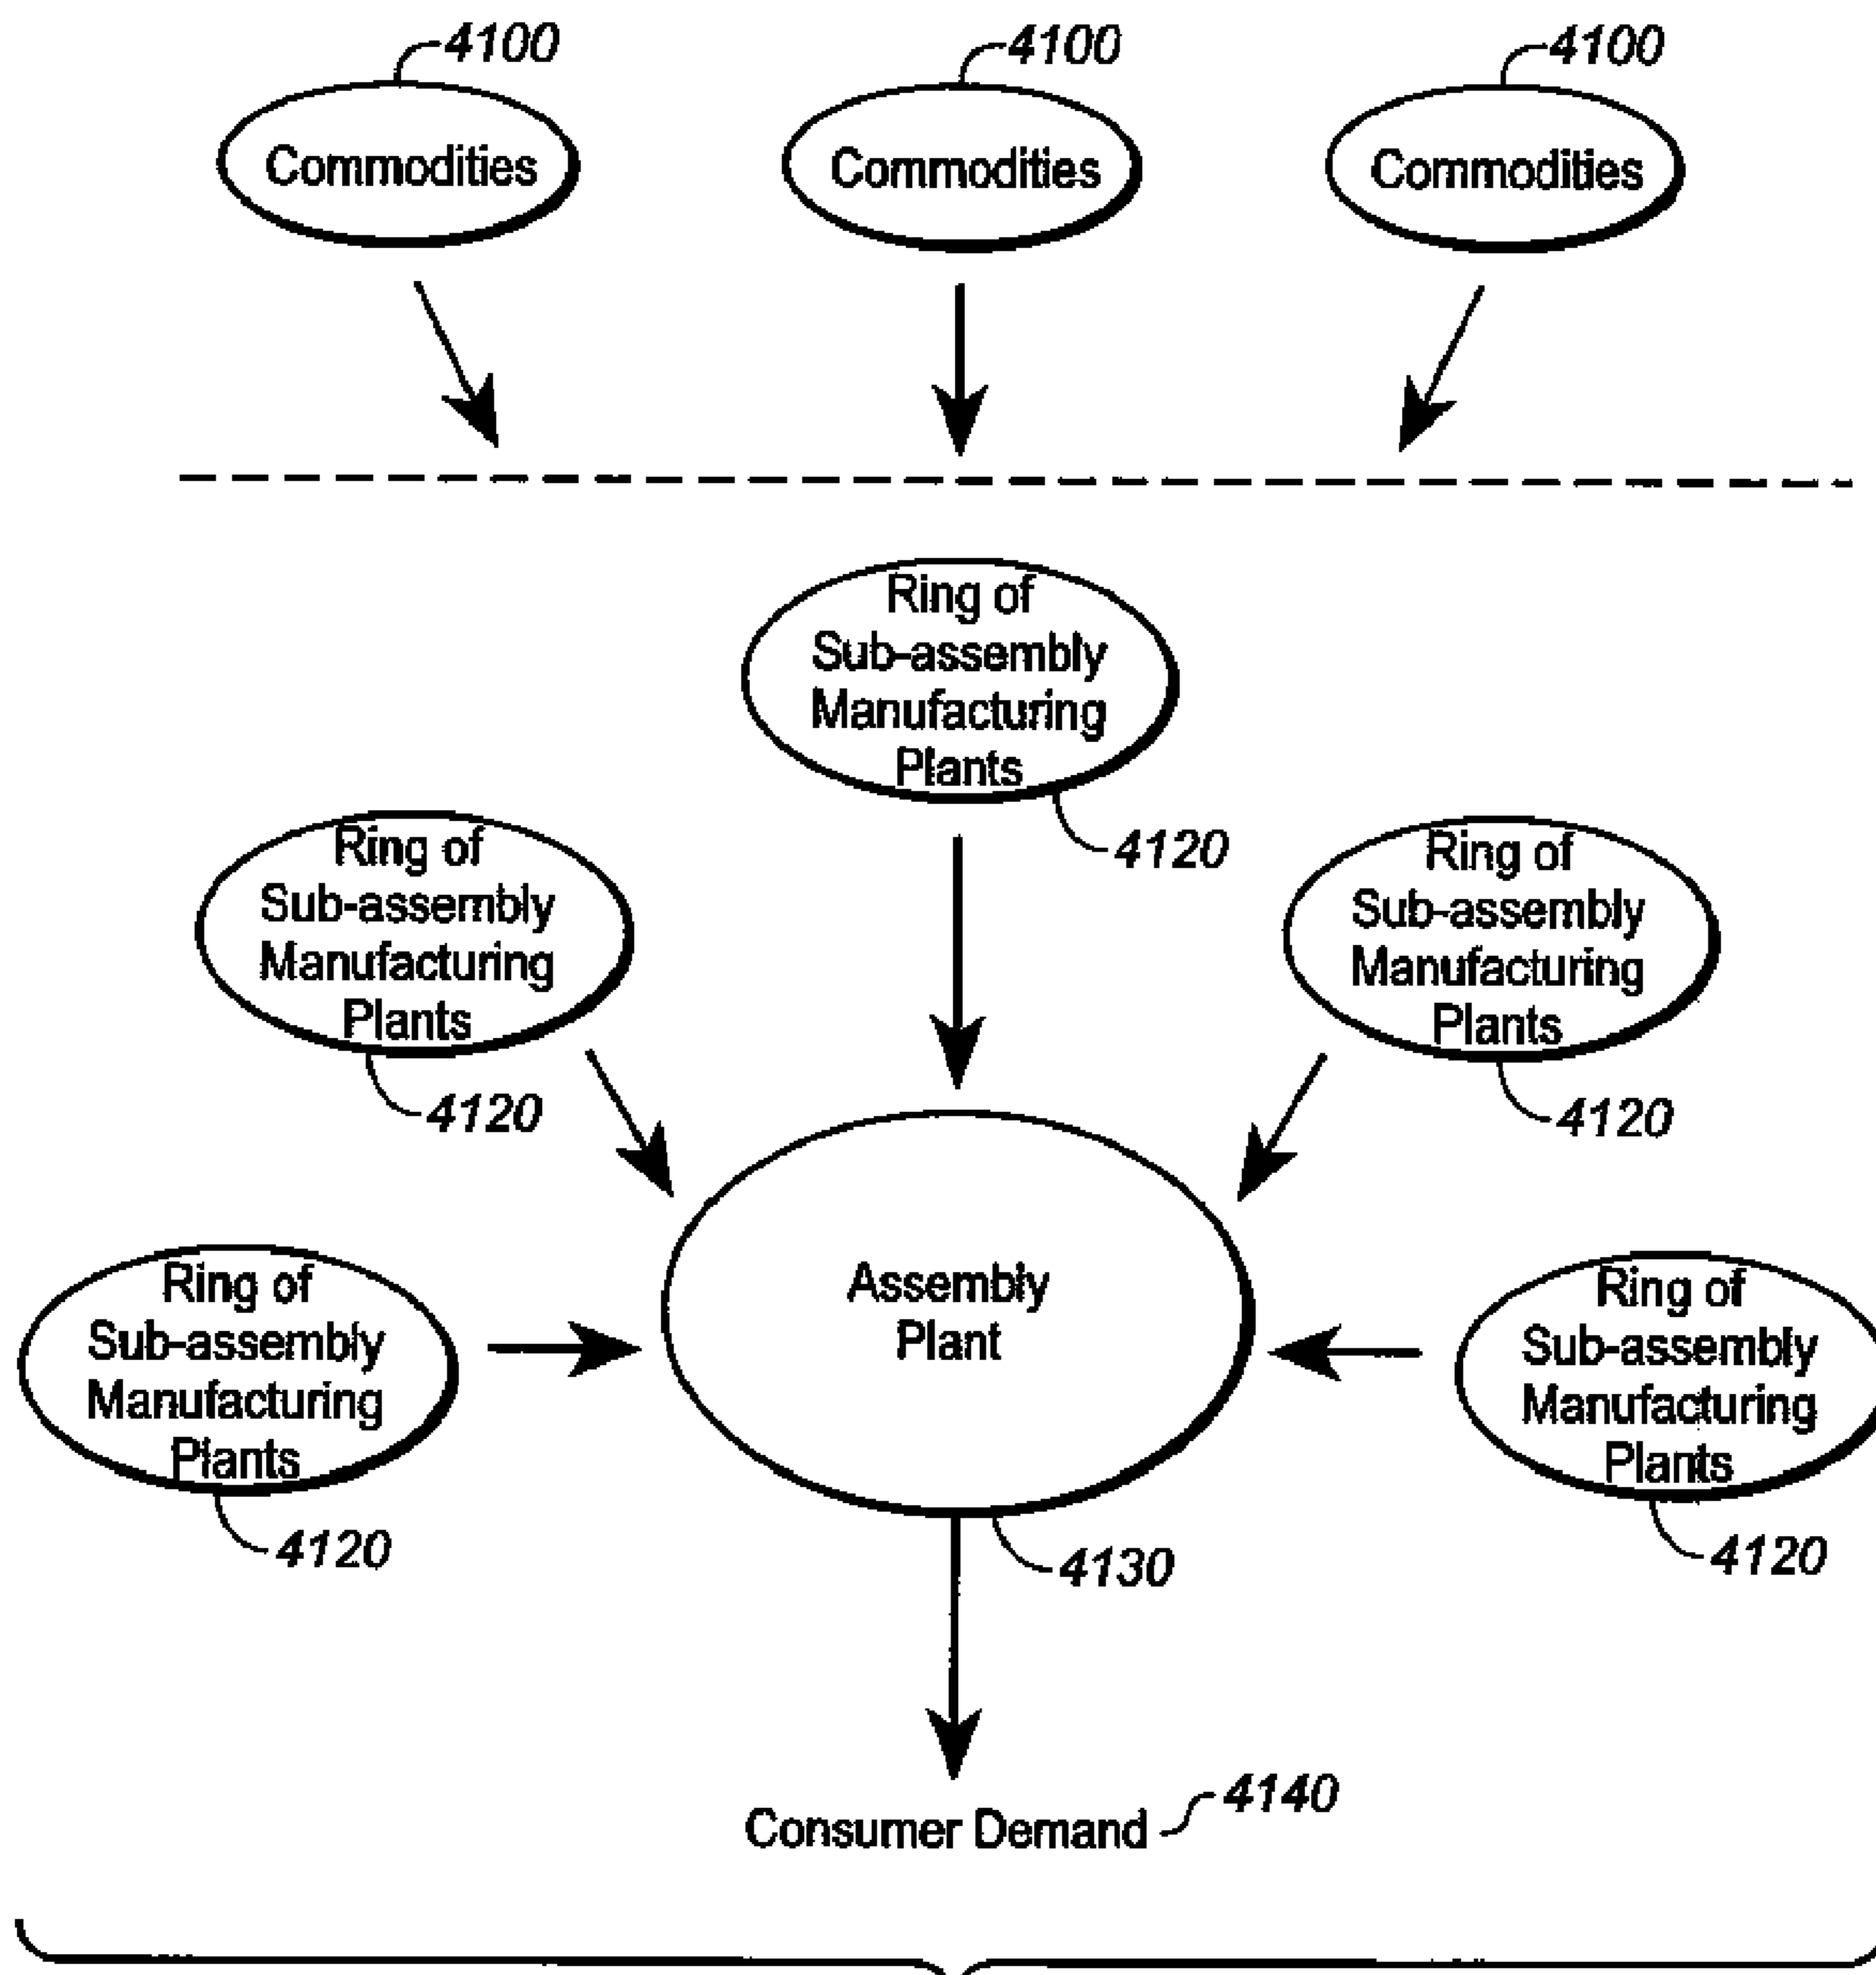 4100
4100
4100
Commodities
Commodities
Commodities
Ring of
Sub-assembly
Manufacturing
Plants
4120
Ring of
Sub-assembly
Manufacturing
Plants
4120
Ring of
Sub-assembly
Manufacturing
Plants
4120
Ring of
Sub-assembly
Manufacturing
Plants
4120
Assembly
Plant
4130
Ring of
Sub-assembly
Manufacturing
Plants
4120
Consumer Demand
4140